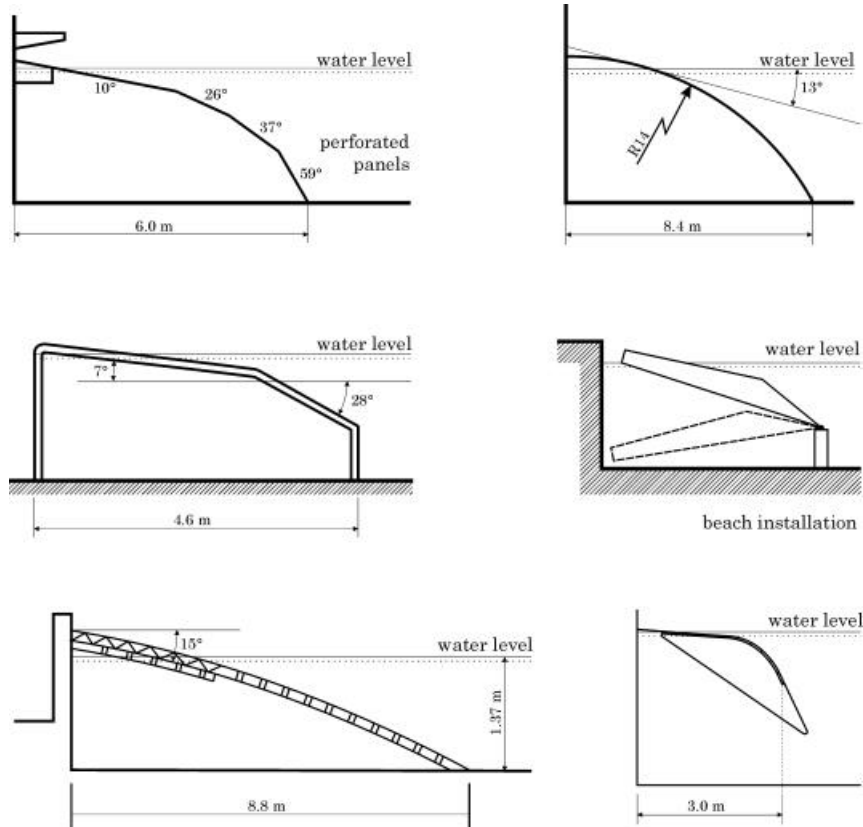 water level
10°
26°
37°
59°
perforated
panels
6.0 m
water level
13°
R14
8.4 m
water level
7°
28°
4.6 m
water level
beach installation
15°
water level
1.37 m
8.8 m
water level
3.0 m